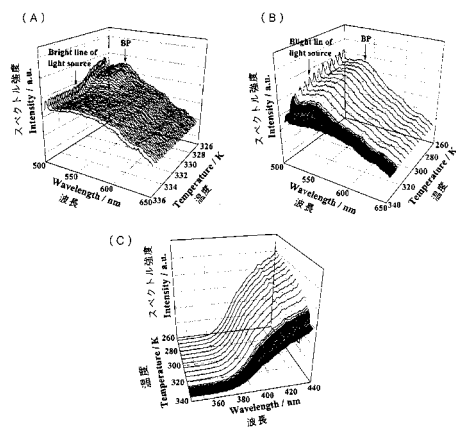 (A)
Bright line of
light source
BP
スペクトル強度
Intensity / a.u.
500
550
600
650
Wavelength / nm
波長
326
328
330
332
334
336
Temperature / K
温度
(B)
Blight lin of
light source
BP
スペクトル強度
Intensity / a.u.
500
550
600
650
Wavelength / nm
波長
260
280
300
320
340
Temperature / K
温度
(C)
スペクトル強度
Intensity / a.u.
260
280
300
320
340
温度
Temperature / K
360
380
400
420
440
Wavelength / nm
波長